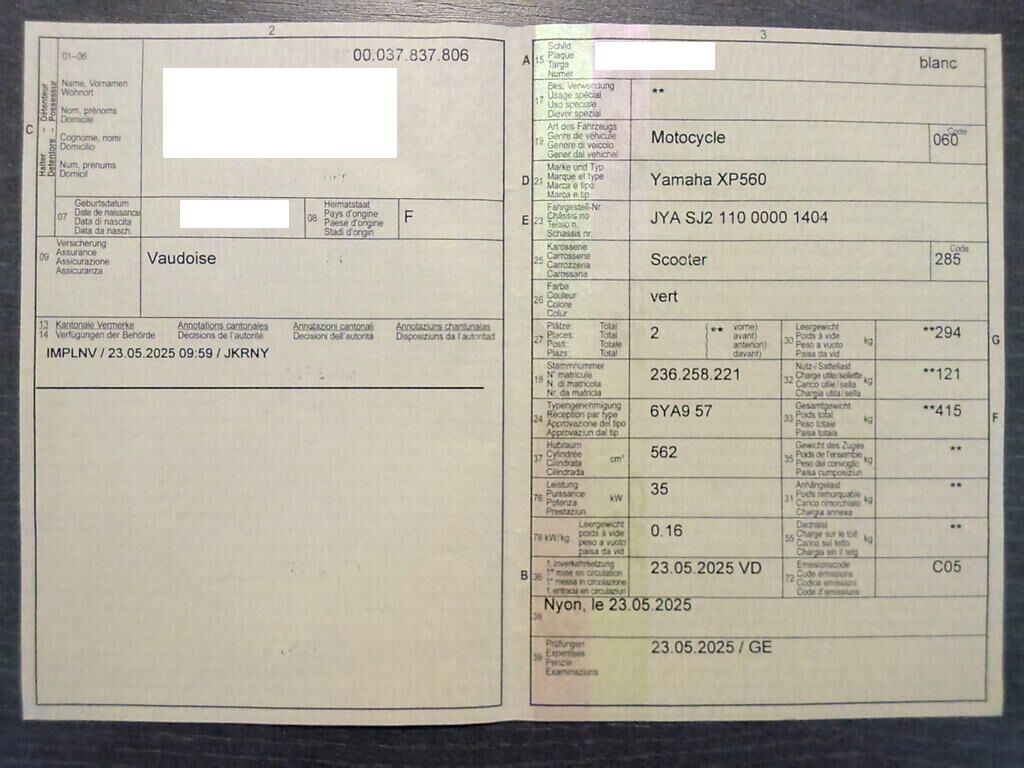 2
01-06
00.037.837.806
C
Halter - Détenteur
Detentore - Possessur
Name, Vornamen
Wohnort
Nom, prénoms
Domicile
Cognome, nomi
Domicilio
Num, prenums
Domicil
07
Geburtsdatum
Date de naissance
Data di nascita
Data da nasch.
08
Heimatstaat
Pays d'origine
Paese d'origine
Stadi d'origin
F
09
Versicherung
Assurance
Assicurazione
Assicuranza
Vaudoise
13 Kantonale Vermerke Annotations cantonales Annotazioni cantonali Annotaziuns chantunalas
14 Verfügungen der Behörde Décisions de l'autorité Decisioni dell'autorità Disposiziuns da l'autoritad
IMPLNV / 23.05.2025 09:59 / JKRNY
3
A 15
Schild
Plaque
Targa
Numer
blanc
17
Bes. Verwendung
Usage spécial
Uso speciale
Diever spezial
**
19
Art des Fahrzeugs
Genre de véhicule
Genere di veicolo
Gener dal vehichel
Motocycle
Code
060
D 21
Marke und Typ
Marque et type
Marca e tipo
Marca e tip
Yamaha XP560
E 23
Fahrgestell-Nr.
Châssis no
Telaio n.
Schassis nr.
JYA SJ2 110 0000 1404
25
Karosserie
Carrosserie
Carrozzeria
Carossaria
Scooter
Code
285
26
Farbe
Couleur
Colore
Colur
vert
27
Plätze: Total
Places: Total
Posti: Totale
Plazs: Total
2
(** vorne)
( avant)
( anteriori)
( davant)
30
Leergewicht
Poids à vide
Peso a vuoto
Paisa da vid
kg
**294
G
18
Stammnummer
N° matricule
N. di matricola
Nr. da matricla
236.258.221
32
Nutz-/Sattellast
Charge utile/sellette
Carico utile/sella
Chargia utila/sella
kg
**121
24
Typengenehmigung
Réception par type
Approvazione del tipo
Approvaziun dal tip
6YA9 57
33
Gesamtgewicht
Poids total
Peso totale
Paisa totala
kg
**415
F
37
Hubraum
Cylindrée
Cilindrata
Cilindrada
cm³
562
35
Gewicht des Zuges
Poids de l'ensemble
Peso del convoglio
Paisa cumposiziun
kg
**
76
Leistung
Puissance
Potenza
Prestaziun
kW
35
31
Anhängelast
Poids remorquable
Carico rimorchiato
Chargia annexa
kg
**
78 kW/kg
Leergewicht
poids à vide
peso a vuoto
paisa da vid
0.16
55
Dachlast
Charge sur le toit
Carico sul tetto
Chargia sin il tetg
kg
**
B 36
1. Inverkehrsetzung
1re mise en circulation
1a messa in circolazione
1. entrada en circulaziun
23.05.2025 VD
72
Emissionscode
Code émissions
Codice emissioni
Code d'emissiuns
C05
38
Nyon, le 23.05.2025
39
Prüfungen
Expertises
Perizie
Examinaziuns
23.05.2025 / GE